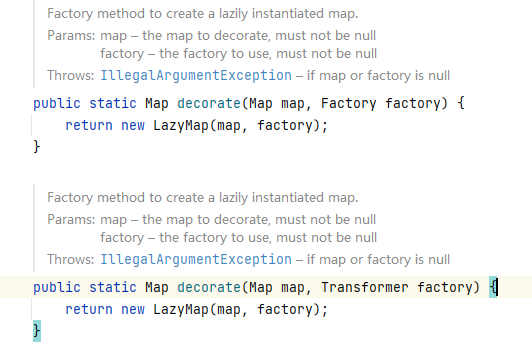 Factory method to create a lazily instantiated map.
Params: map – the map to decorate, must not be null
factory – the factory to use, must not be null
Throws: IllegalArgumentException – if map or factory is null
public static Map decorate(Map map, Factory factory) {
return new LazyMap(map, factory);
}
Factory method to create a lazily instantiated map.
Params: map – the map to decorate, must not be null
factory – the factory to use, must not be null
Throws: IllegalArgumentException – if map or factory is null
public static Map decorate(Map map, Transformer factory) {
return new LazyMap(map, factory);
}